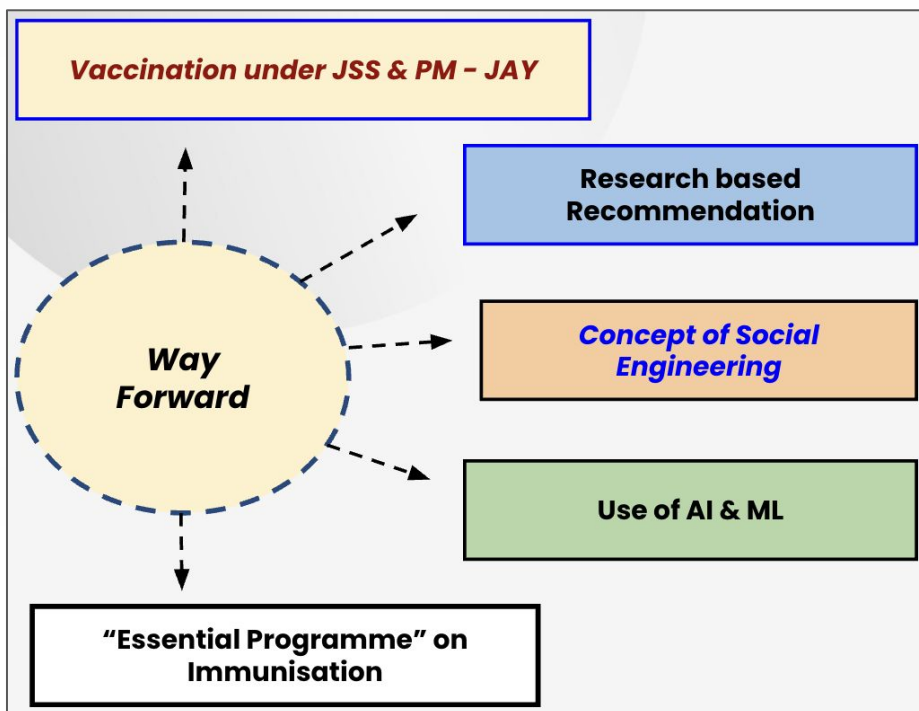 Vaccination under JSS & PM - JAY
Research based
Recommendation
Concept of Social
Engineering
Way
Forward
Use of AI & ML
“Essential Programme” on
Immunisation